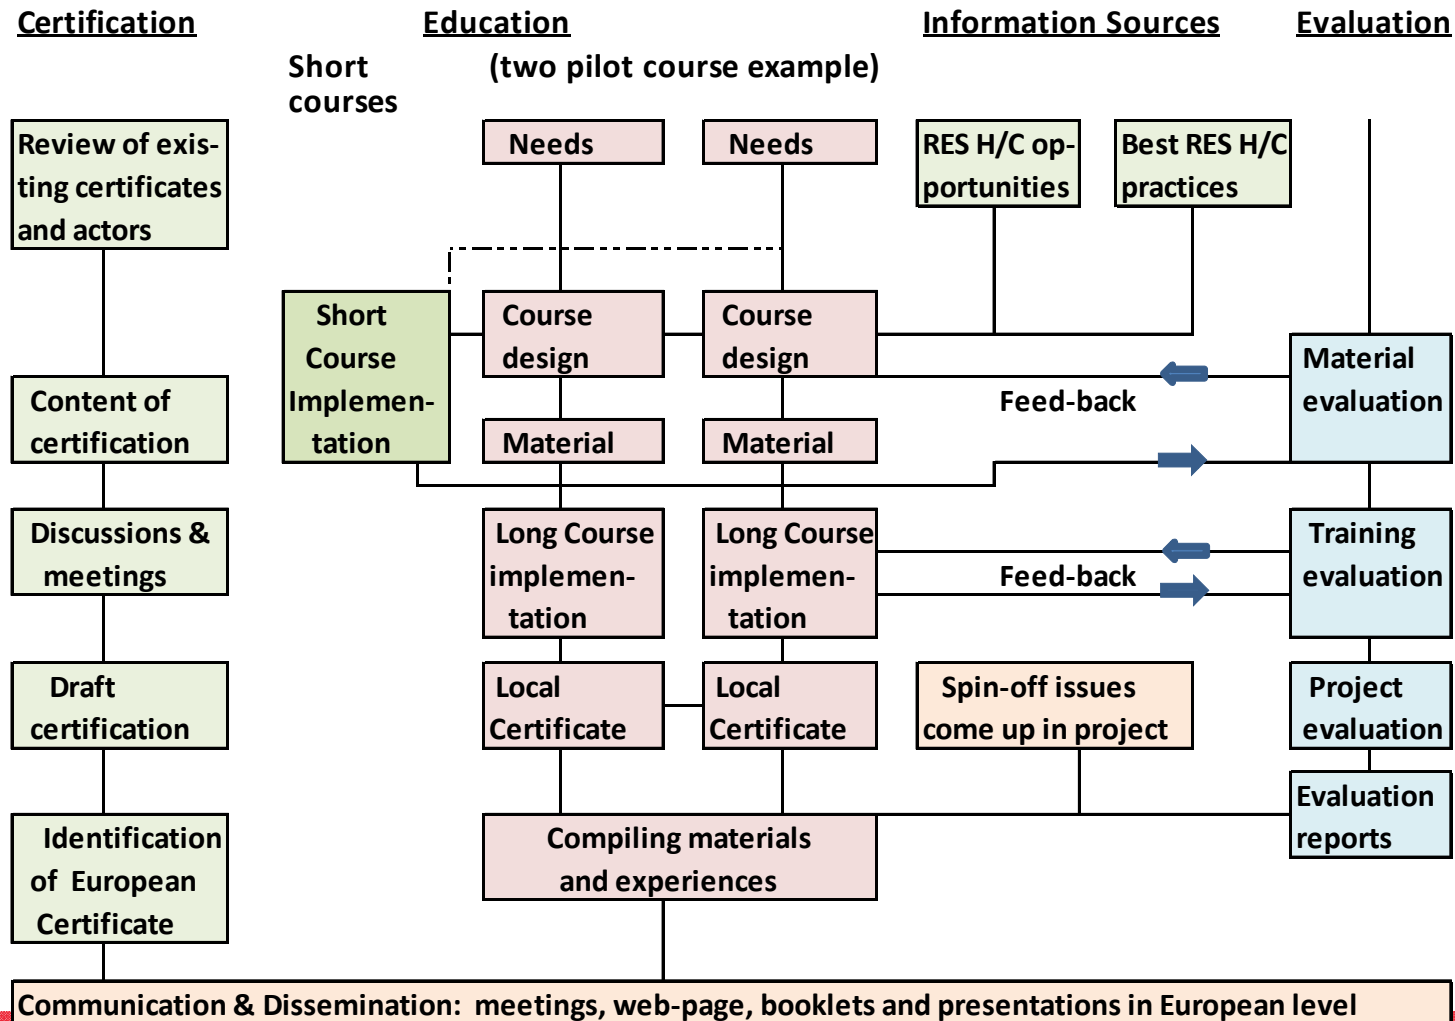 Certification
Education
Information Sources
Evaluation
Short
courses
(two pilot course example)
Review of exis-
ting certificates
and actors
Needs
Needs
RES H/C op-
portunities
Best RES H/C
practices
Short
Course
Implemen-
tation
Course
design
Course
design
Material
evaluation
Feed-back
Content of
certification
Material
Material
Discussions &
meetings
Long Course
implemen-
tation
Long Course
implemen-
tation
Feed-back
Training
evaluation
Draft
certification
Local
Certificate
Local
Certificate
Spin-off issues
come up in project
Project
evaluation
Evaluation
reports
Identification
of European
Certificate
Compiling materials
and experiences
Communication & Dissemination: meetings, web-page, booklets and presentations in European level